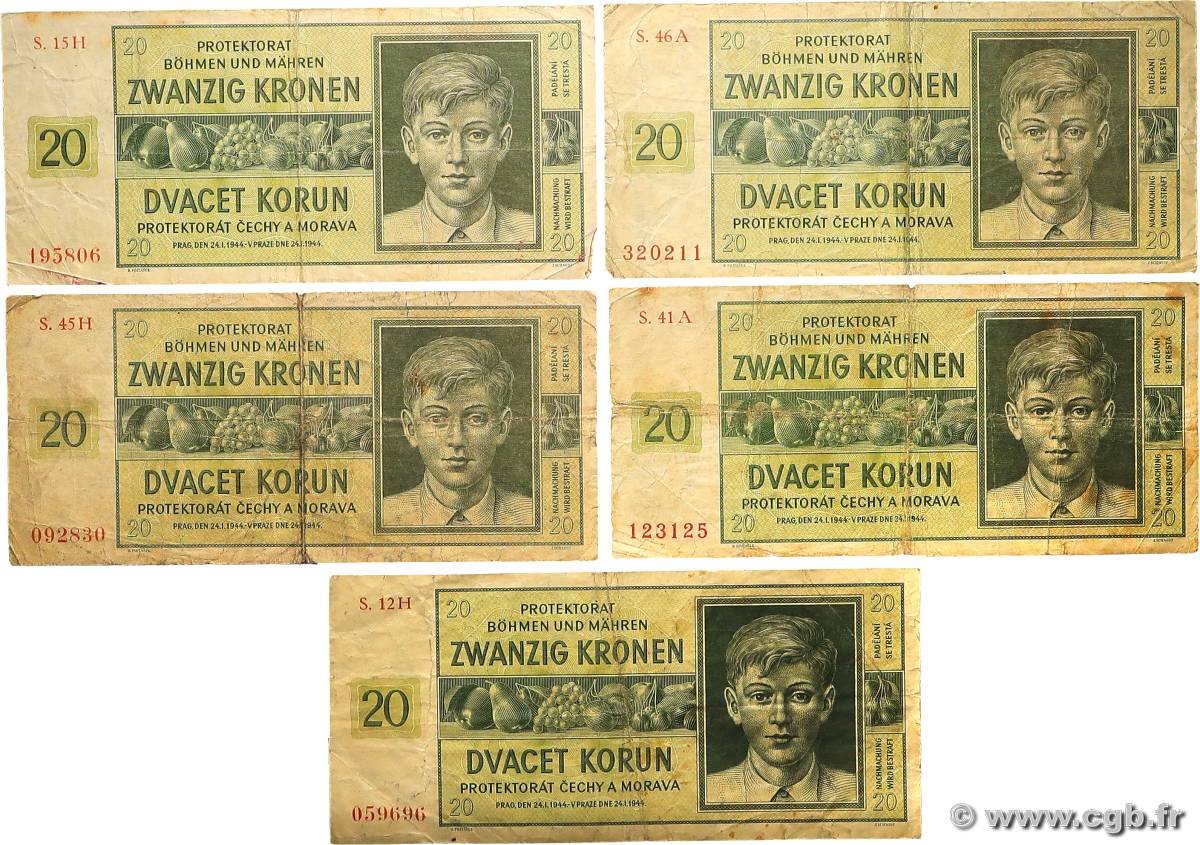 S. 15H
20
PROTEKTORAT
BÖHMEN UND MÄHREN
ZWANZIG KRONEN
20
DVACET KORUN
PROTEKTORÁT ČECHY A MORAVA
PRAG, DEN 24.I.1944.-V PRAZE DNE 24.I.1944.
195806
20
20
PADĚLÁNÍ
SE TRESTÁ
NACHMACHUNG
WIRD BESTRAFT
20
S. 46A
20
PROTEKTORAT
BÖHMEN UND MÄHREN
ZWANZIG KRONEN
20
DVACET KORUN
PROTEKTORÁT ČECHY A MORAVA
PRAG, DEN 24.I.1944.-V PRAZE DNE 24.I.1944.
320211
20
20
PADĚLÁNÍ
SE TRESTÁ
NACHMACHUNG
WIRD BESTRAFT
20
S. 45H
20
PROTEKTORAT
BÖHMEN UND MÄHREN
ZWANZIG KRONEN
20
DVACET KORUN
PROTEKTORÁT ČECHY A MORAVA
PRAG, DEN 24.I.1944.-V PRAZE DNE 24.I.1944.
092830
20
20
PADĚLÁNÍ
SE TRESTÁ
NACHMACHUNG
WIRD BESTRAFT
20
S. 41A
20
PROTEKTORAT
BÖHMEN UND MÄHREN
ZWANZIG KRONEN
20
DVACET KORUN
PROTEKTORÁT ČECHY A MORAVA
PRAG, DEN 24.I.1944.-V PRAZE DNE 24.I.1944.
123125
20
20
PADĚLÁNÍ
SE TRESTÁ
NACHMACHUNG
WIRD BESTRAFT
20
S. 12H
20
PROTEKTORAT
BÖHMEN UND MÄHREN
ZWANZIG KRONEN
20
DVACET KORUN
PROTEKTORÁT ČECHY A MORAVA
PRAG, DEN 24.I.1944.-V PRAZE DNE 24.I.1944.
059696
20
20
PADĚLÁNÍ
SE TRESTÁ
NACHMACHUNG
WIRD BESTRAFT
20
© www.cgb.fr